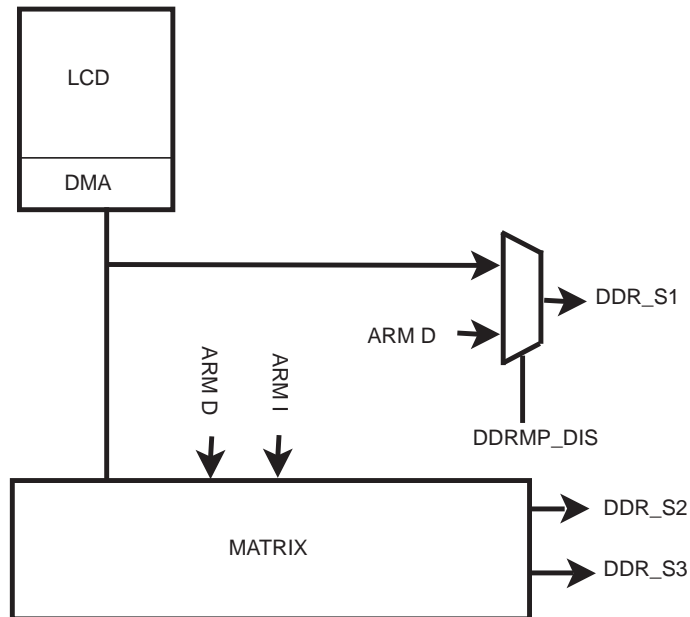 LCD
DMA
DDR_S1
ARM D
ARM D
ARM I
DDRMP_DIS
DDR_S2
MATRIX
DDR_S3